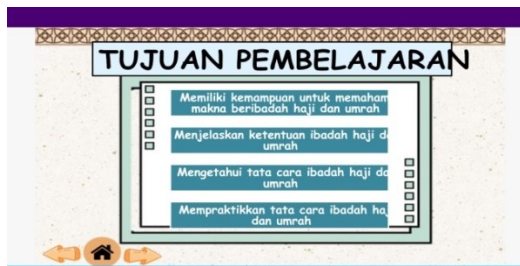 TUJUAN PEMBELAJARAN
Memiliki kemampuan untuk memaham
makna beribadah haji dan umrah
Menjelaskan ketentuan ibadah haji d
umrah
Mengetahui tata cara ibadah haji da
umrah
Mempraktikkan tata cara ibadah haj
dan umrah